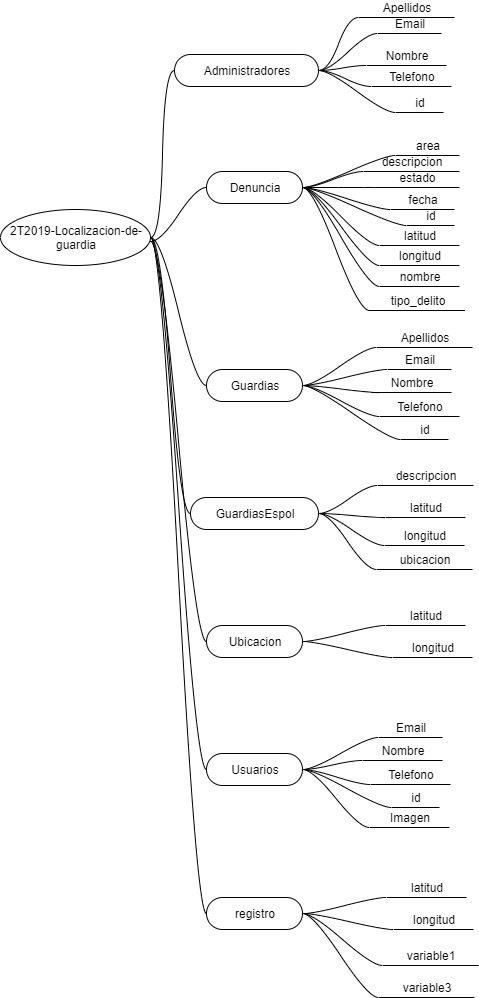 2T2019-Localizacion-de-
guardia
Administradores
Apellidos
Email
Nombre
Telefono
id
Denuncia
area
descripcion
estado
fecha
id
latitud
longitud
nombre
tipo_delito
Guardias
Apellidos
Email
Nombre
Telefono
id
GuardiasEspol
descripcion
latitud
longitud
ubicacion
Ubicacion
latitud
longitud
Usuarios
Email
Nombre
Telefono
id
Imagen
registro
latitud
longitud
variable1
variable3